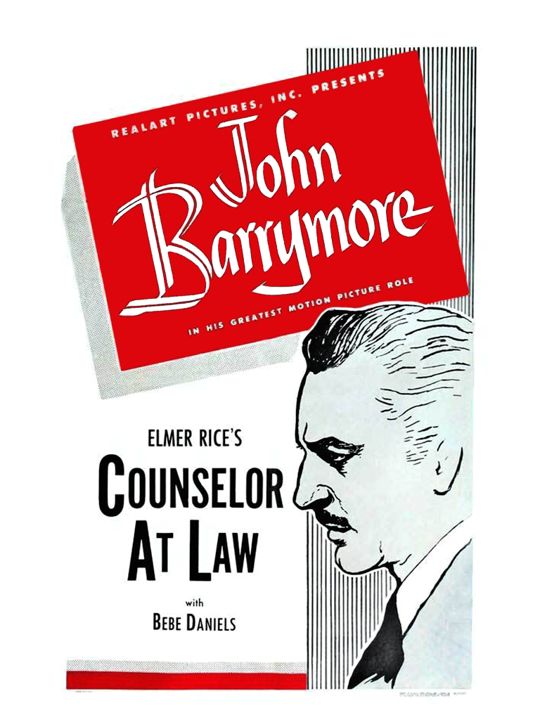 REALART PICTURES, INC. PRESENTS
John
Barrymore
IN HIS GREATEST MOTION PICTURE ROLE
ELMER RICE'S
COUNSELOR
AT LAW
with
BEBE DANIELS